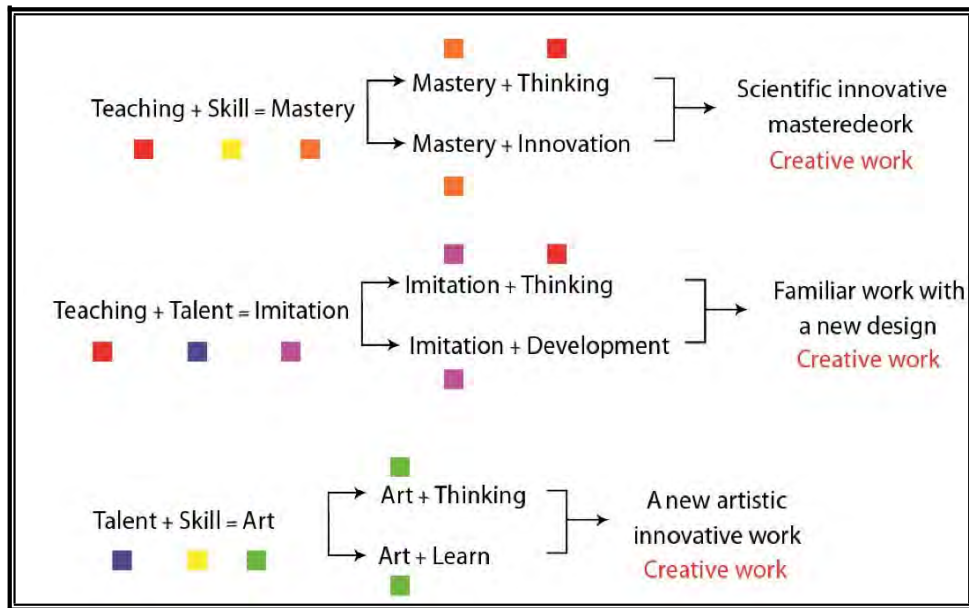 Teaching + Skill = Mastery
Mastery + Thinking
Mastery + Innovation
Scientific innovative
masteredeork
Creative work
Teaching + Talent = Imitation
Imitation + Thinking
Imitation + Development
Familiar work with
a new design
Creative work
Talent + Skill = Art
Art + Thinking
Art + Learn
A new artistic
innovative work
Creative work